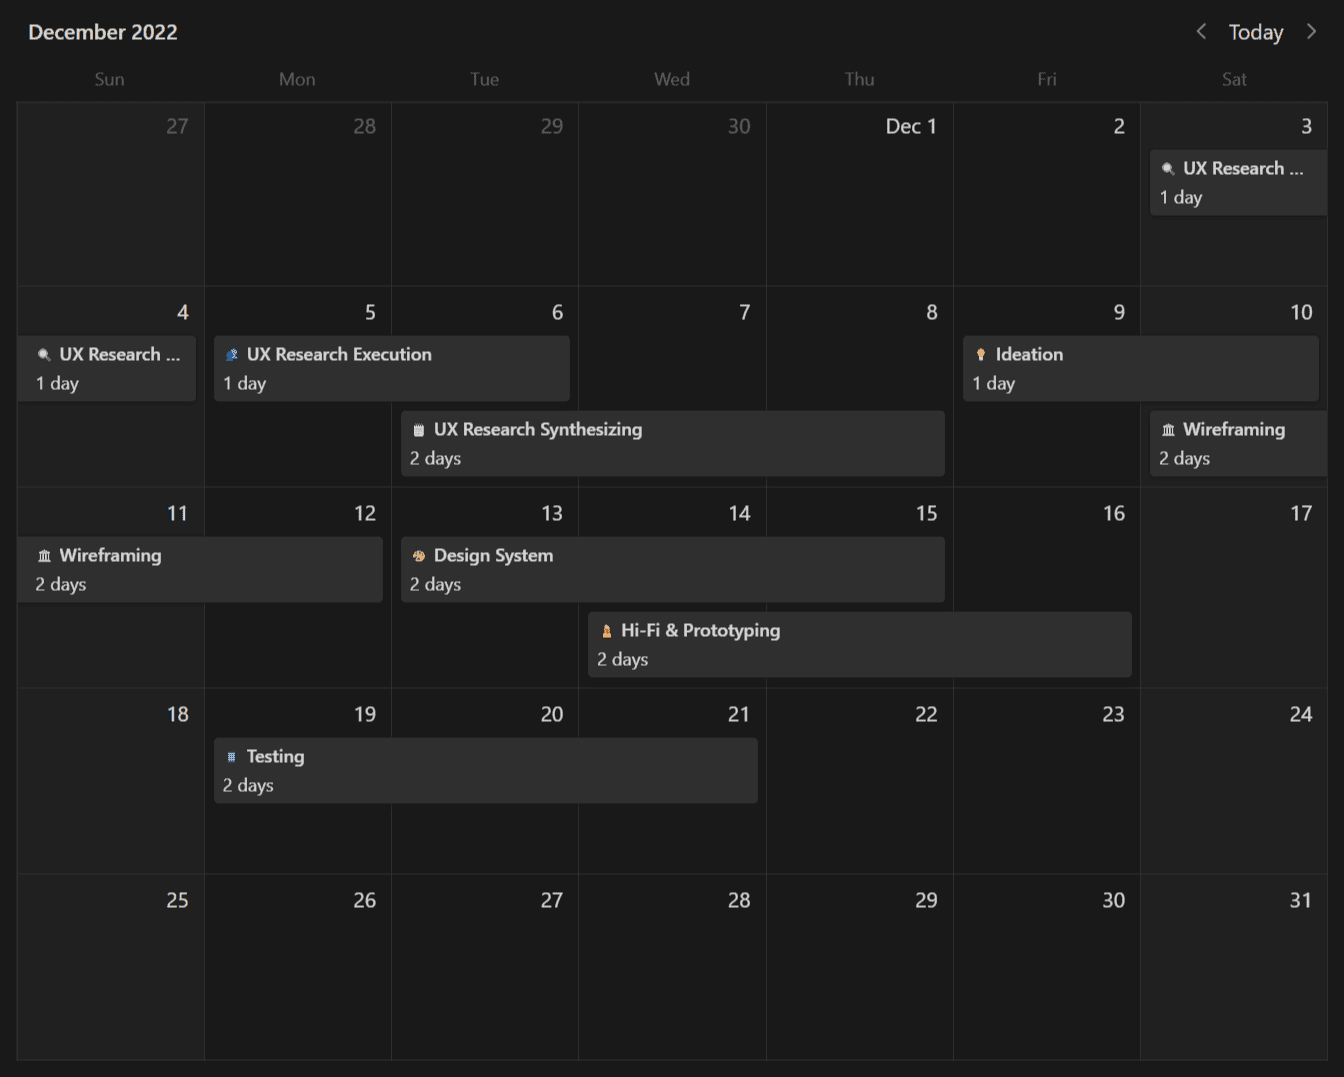 December 2022
Today
Sun Mon Tue Wed Thu Fri Sat
27 28 29 30 Dec 1 2 3
UX Research ...
1 day
4 5 6 7 8 9 10
UX Research ... UX Research Execution Ideation
1 day 1 day 1 day
UX Research Synthesizing Wireframing
2 days 2 days
11 12 13 14 15 16 17
Wireframing Design System
2 days 2 days
Hi-Fi & Prototyping
2 days
18 19 20 21 22 23 24
Testing
2 days
25 26 27 28 29 30 31